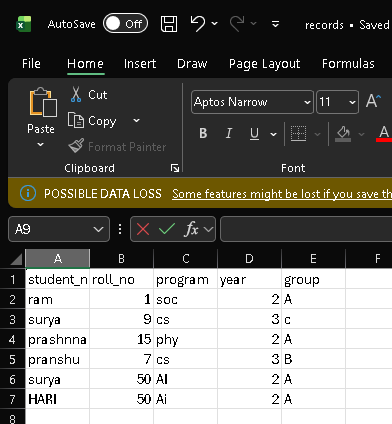 AutoSave Off records • Saved
File Home Insert Draw Page Layout Formulas
Paste Cut Aptos Narrow 11 A^
Copy B I U A
Format Painter
Clipboard Font
POSSIBLE DATA LOSS Some features might be lost if you save th
A9 fx
A B C D E F
1 student_n roll_no program year group
2 ram 1 soc 2 A
3 surya 9 cs 3 c
4 prashnna 15 phy 2 A
5 pranshu 7 cs 3 B
6 surya 50 AI 2 A
7 HARI 50 Ai 2 A
8